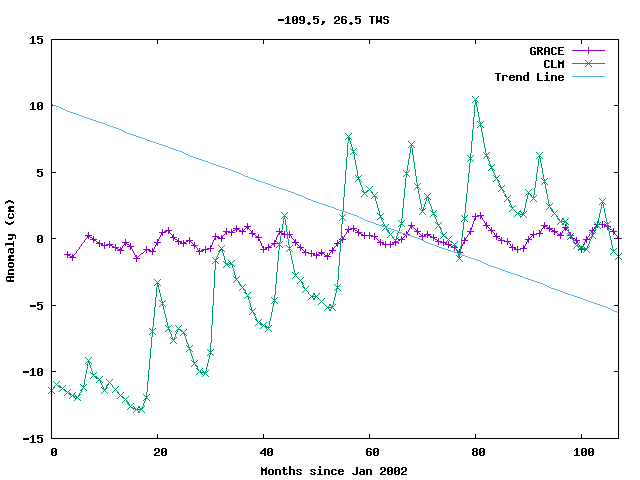 -109.5, 26.5 TWS
GRACE
CLM
Trend Line
15
10
5
0
-5
-10
-15
Anomaly (cm)
0 20 40 60 80 100
Months since Jan 2002